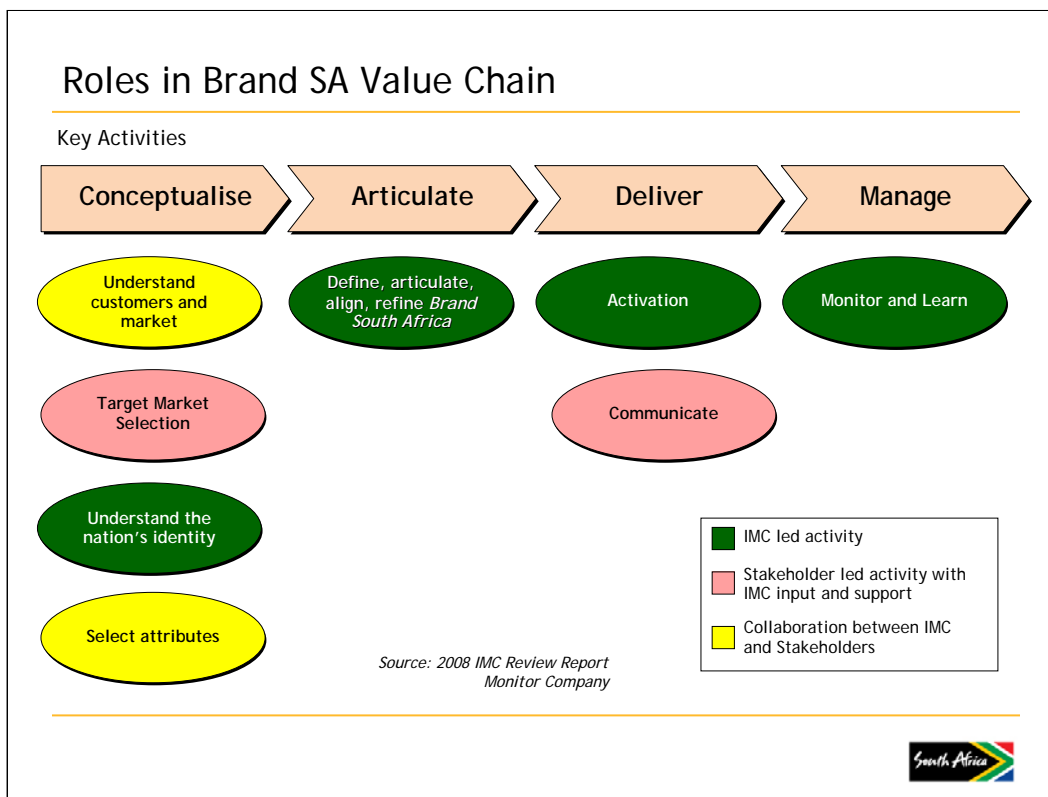 Roles in Brand SA Value Chain
Key Activities
Conceptualise
Articulate
Deliver
Manage
Understand
customers and
market
Define, articulate,
align, refine Brand
South Africa
Activation
Monitor and Learn
Target Market
Selection
Communicate
Understand the
nation's identity
Select attributes
IMC led activity
Stakeholder led activity with
IMC input and support
Collaboration between IMC
and Stakeholders
Source: 2008 IMC Review Report
Monitor Company
South Africa